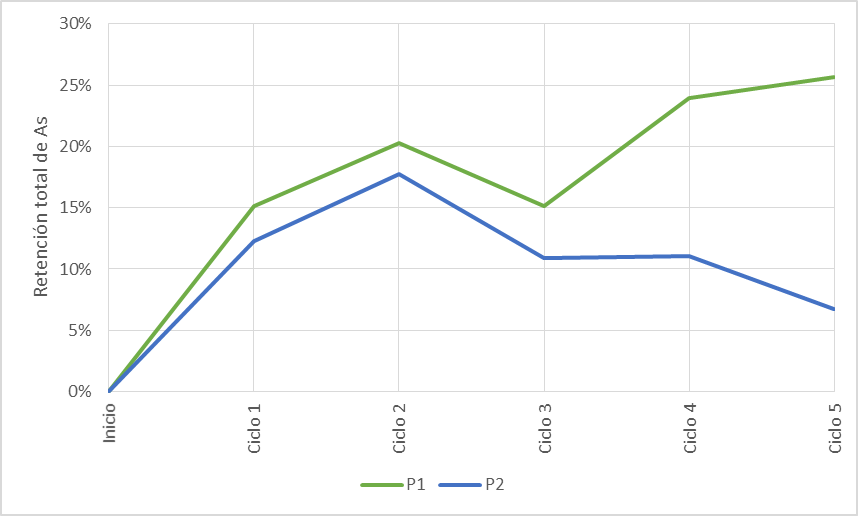 30%
25%
20%
15%
10%
5%
0%
Retención total de As
Inicio
Ciclo 1
Ciclo 2
Ciclo 3
Ciclo 4
Ciclo 5
P1
P2